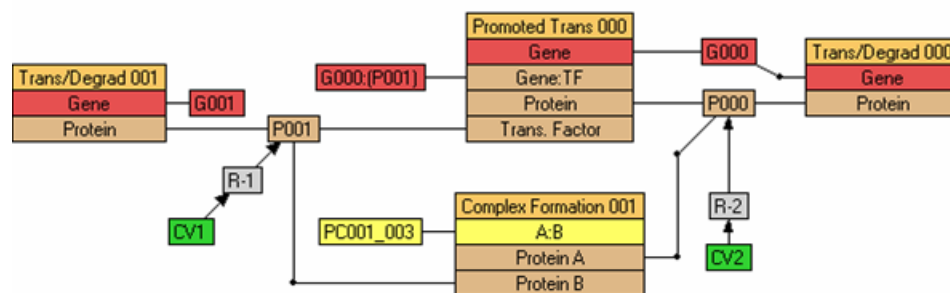 Promoted Trans 000
Gene
Gene:TF
Protein
Trans. Factor
G000:(P001)
G000
Trans/Degrad 000
Gene
Protein
P000
Trans/Degrad 001
Gene
Protein
G001
P001
R-1
CV1
PC001_003
Complex Formation 001
A:B
Protein A
Protein B
R-2
CV2